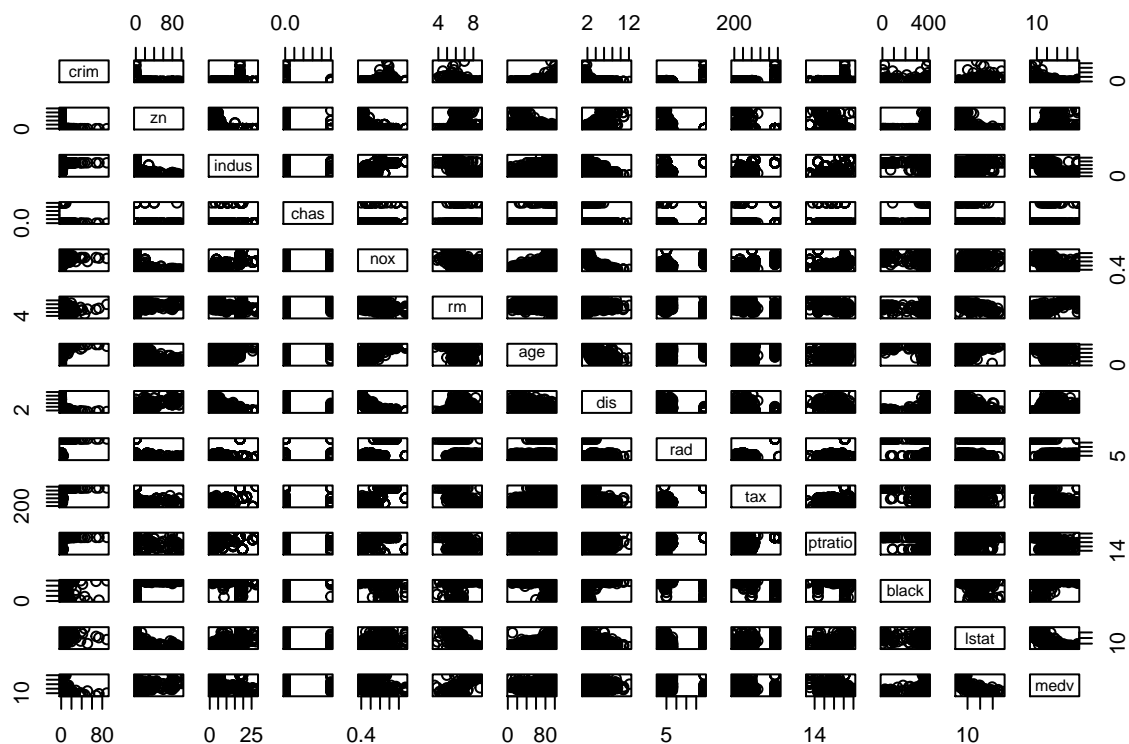 0 80 0.0 4 6 8 2 12 200 0 400 10
crim 0
0 zn
indus 0
0.0 chas
nox 0.4
4 rm
age 0
2 dis
rad 5
200 tax
ptratio 14
0 black
lstat 10
10 medv
0 80 0 25 0.4 0 80 5 14 10